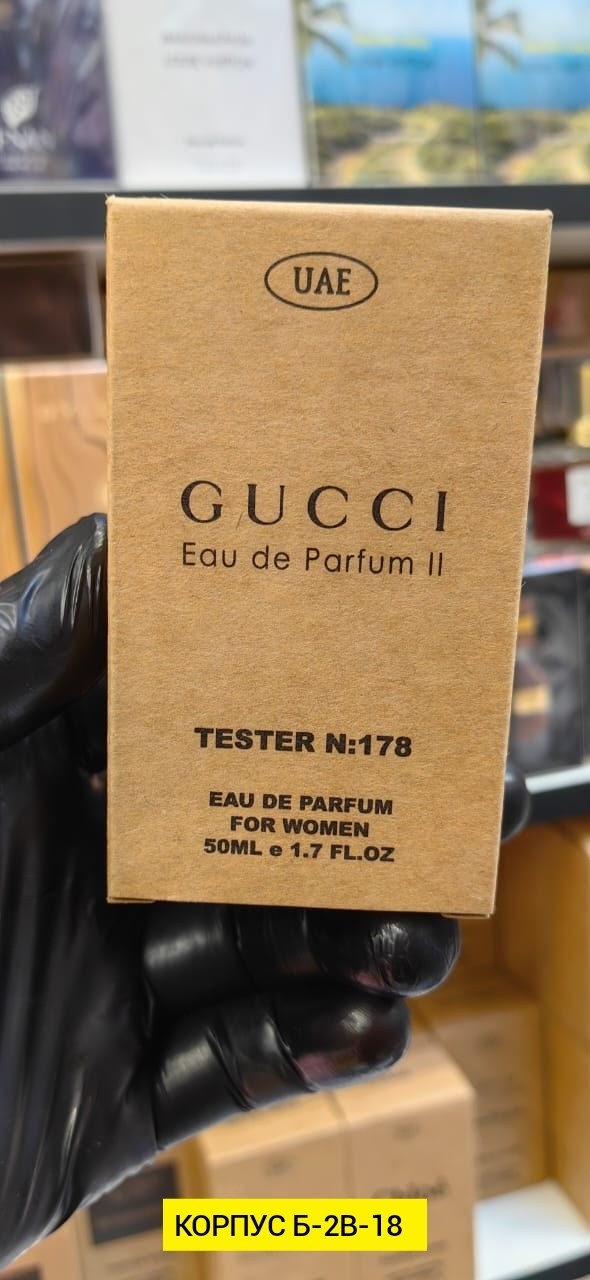 UAE
GUCCI
Eau de Parfum II
TESTER N:178
EAU DE PARFUM
FOR WOMEN
50ML e 1.7 FL.OZ
КОРПУС Б-2В-18